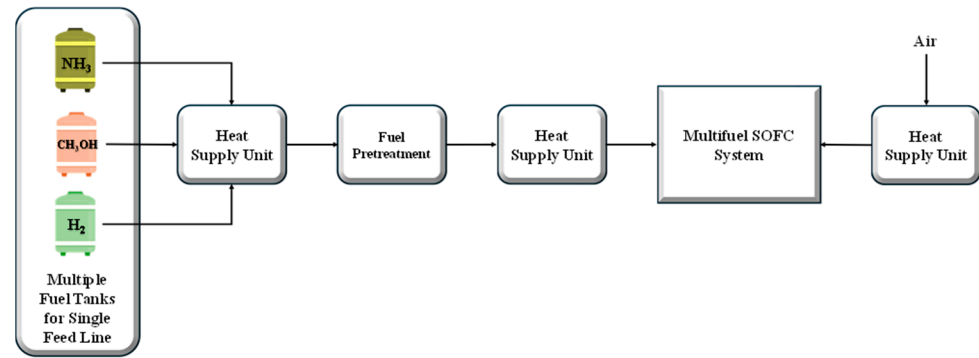 NH₃
CH₃OH
H₂
Multiple
Fuel Tanks
for Single
Feed Line
Heat
Supply Unit
Fuel
Pretreatment
Heat
Supply Unit
Multifuel SOFC
System
Air
Heat
Supply Unit